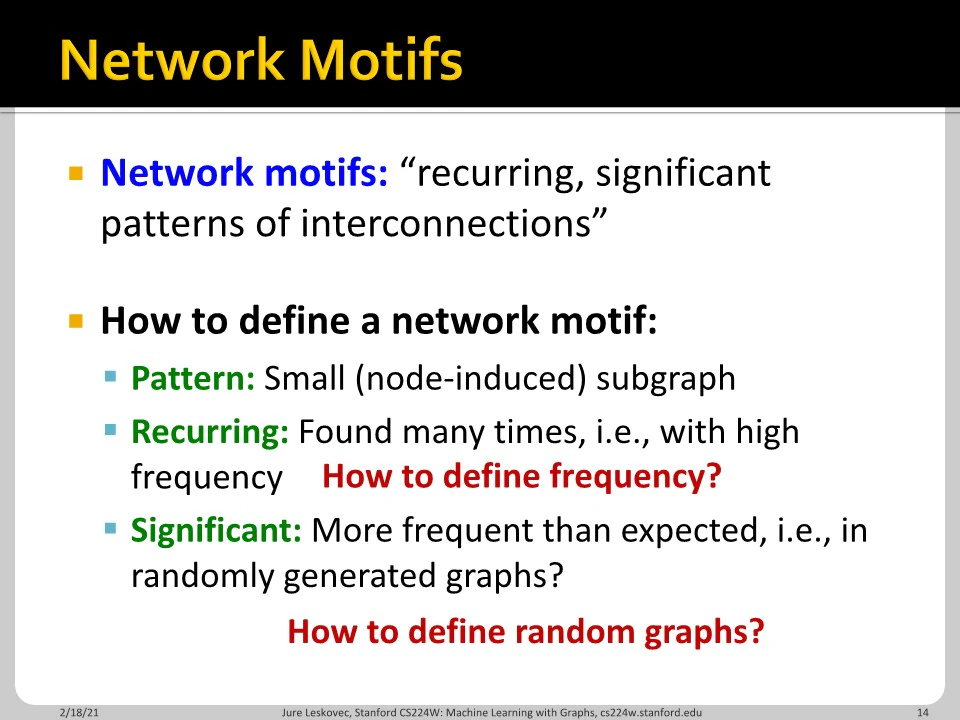 Network Motifs
Network motifs: “recurring, significant
patterns of interconnections”
How to define a network motif:
Pattern: Small (node-induced) subgraph
Recurring: Found many times, i.e., with high
frequency How to define frequency?
Significant: More frequent than expected, i.e., in
randomly generated graphs?
How to define random graphs?
2/18/21 Jure Leskovec, Stanford CS224W: Machine Learning with Graphs, cs224w.stanford.edu 14